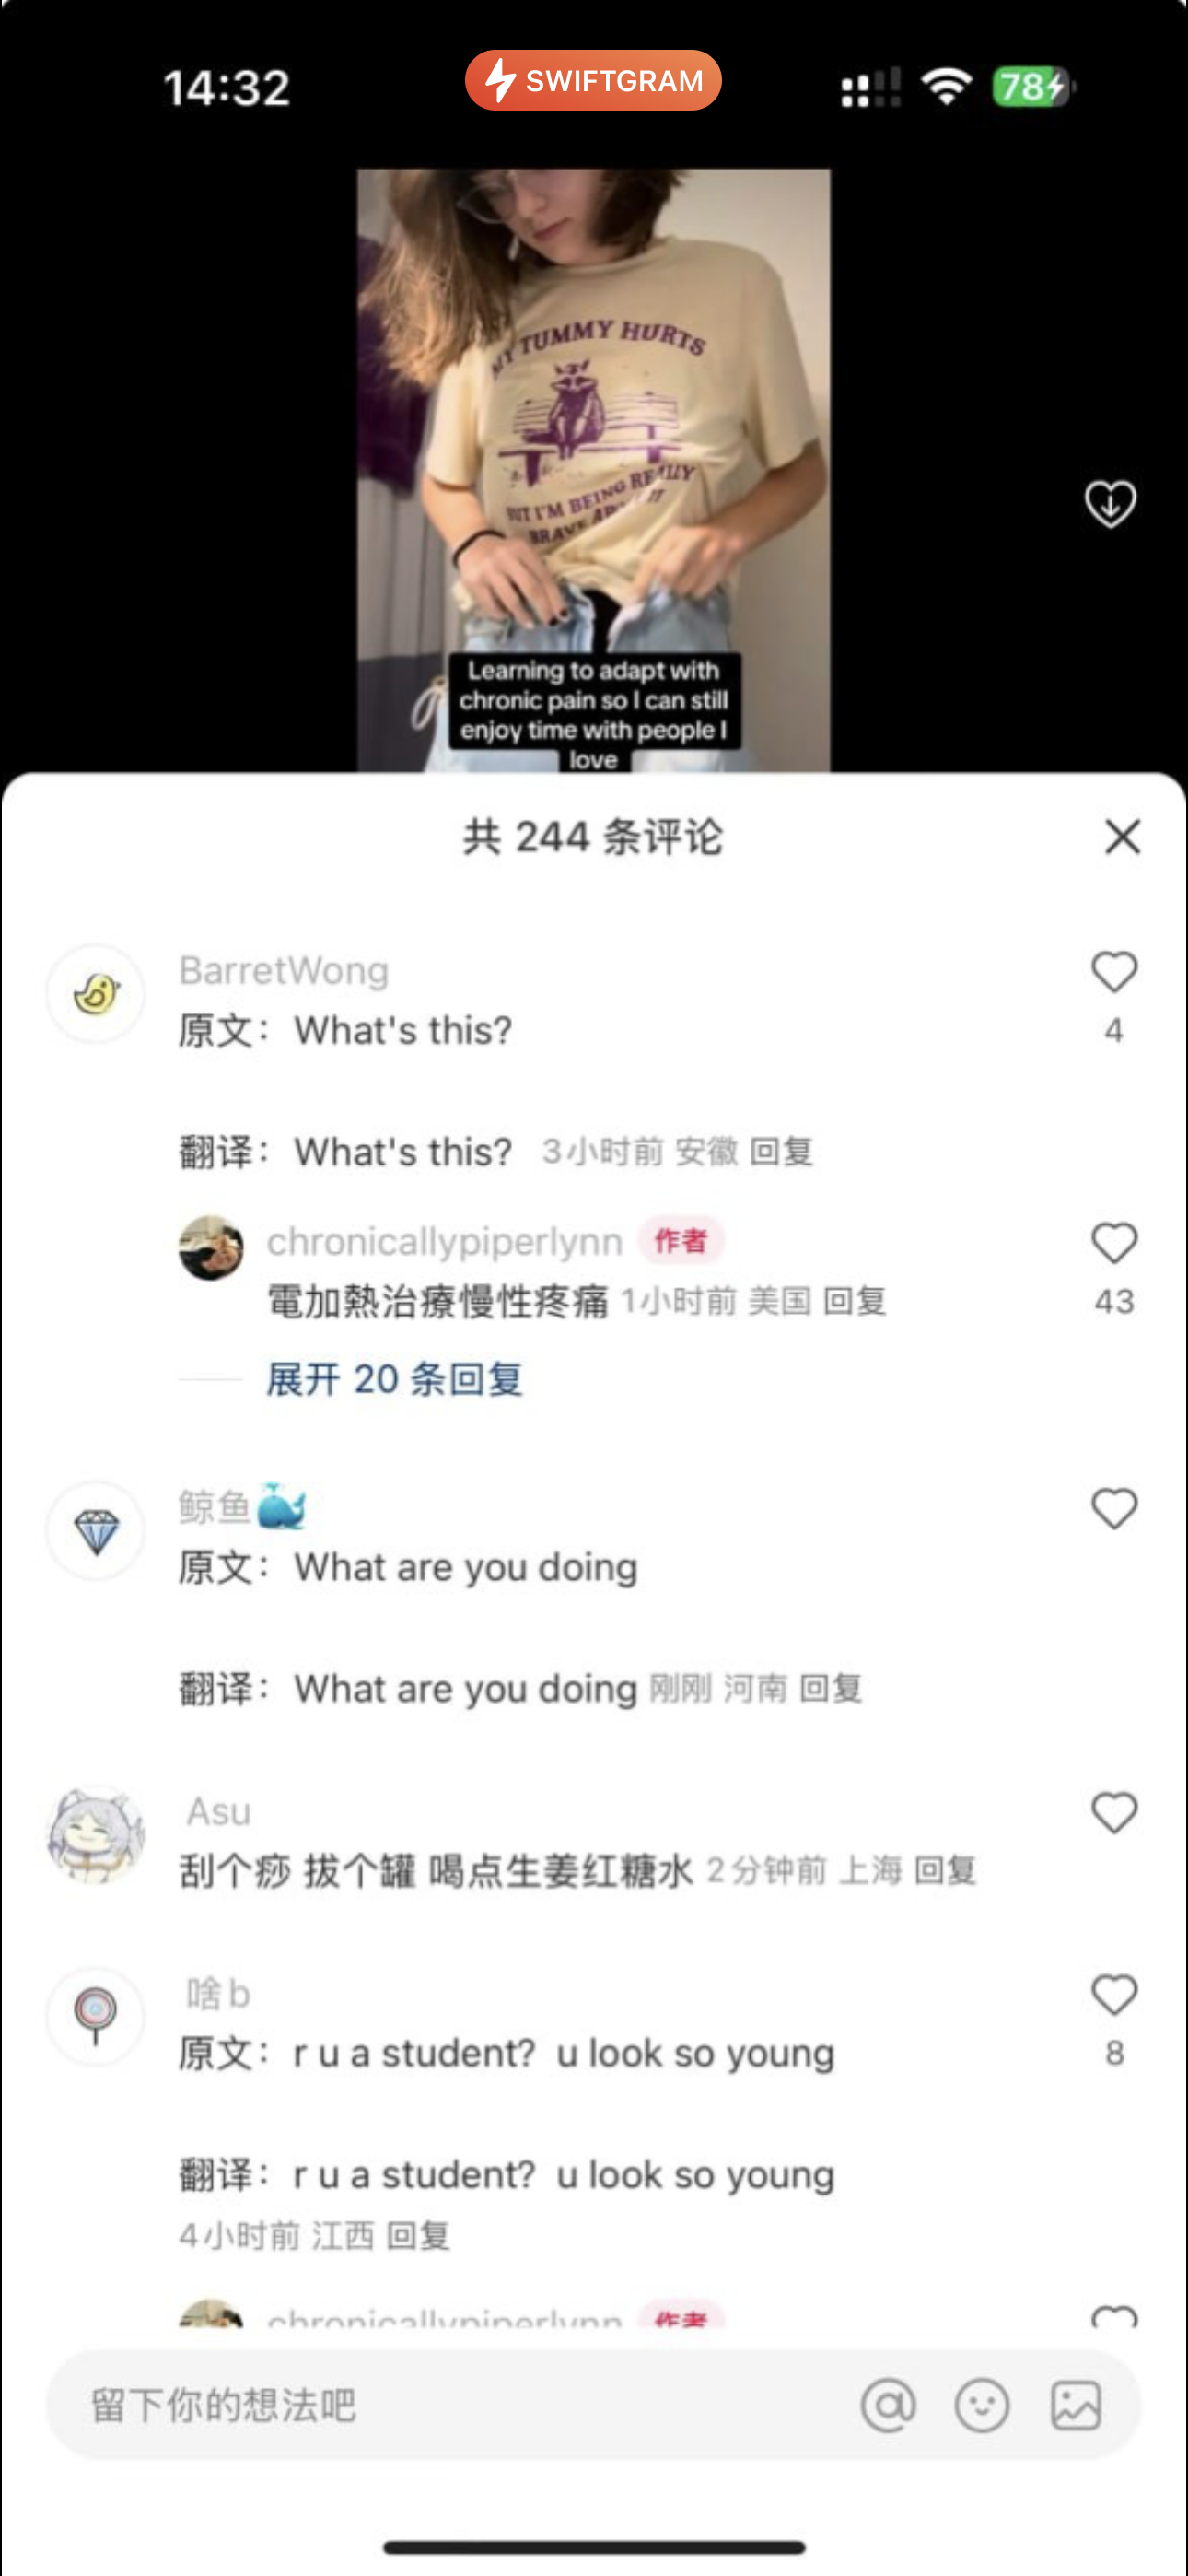 14:32
SWIFTGRAM
78
MY TUMMY HURTS
BUT I'M BEING REALLY
BRAVE IT
Learning to adapt with
chronic pain so I can still
enjoy time with people I
love
共 244 条评论
BarretWong
原文：What's this?
4
翻译：What's this? 3小时前 安徽 回复
chronicallypiperlynn 作者
電加熱治療慢性疼痛 1小时前 美国 回复
43
展开 20 条回复
鲸鱼🐳
原文：What are you doing
翻译：What are you doing 刚刚 河南 回复
Asu
刮个痧 拔个罐 喝点生姜红糖水 2分钟前 上海 回复
啥b
原文：r u a student? u look so young
8
翻译：r u a student? u look so young
4小时前 江西 回复
chronicallypiperlynn 作者
留下你的想法吧